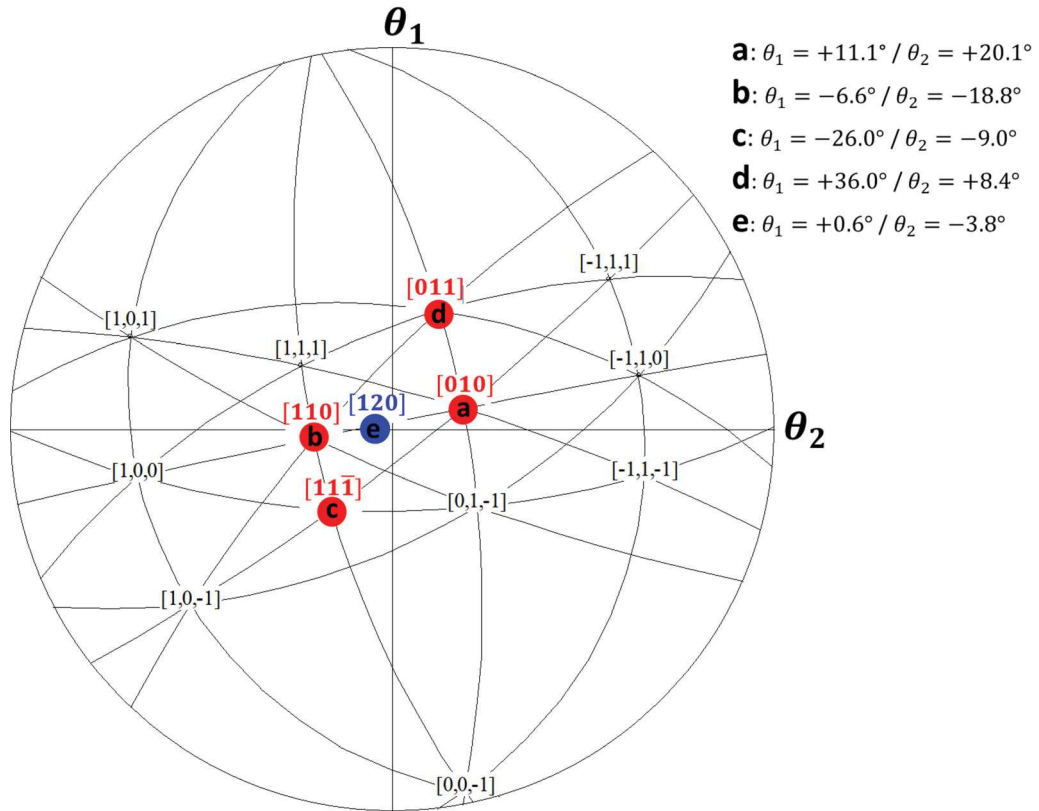 θ₁
a: θ₁ = +11.1° / θ₂ = +20.1°
b: θ₁ = −6.6° / θ₂ = −18.8°
c: θ₁ = −26.0° / θ₂ = −9.0°
d: θ₁ = +36.0° / θ₂ = +8.4°
e: θ₁ = +0.6° / θ₂ = −3.8°
[-1,1,1]
[011]
d
[1,0,1]
[1,1,1]
[-1,1,0]
[010]
a
[120]
e
[110]
b
θ₂
[1,0,0]
[-1,1,-1]
[111̅]
c
[0,1,-1]
[1,0,-1]
[0,0,-1]